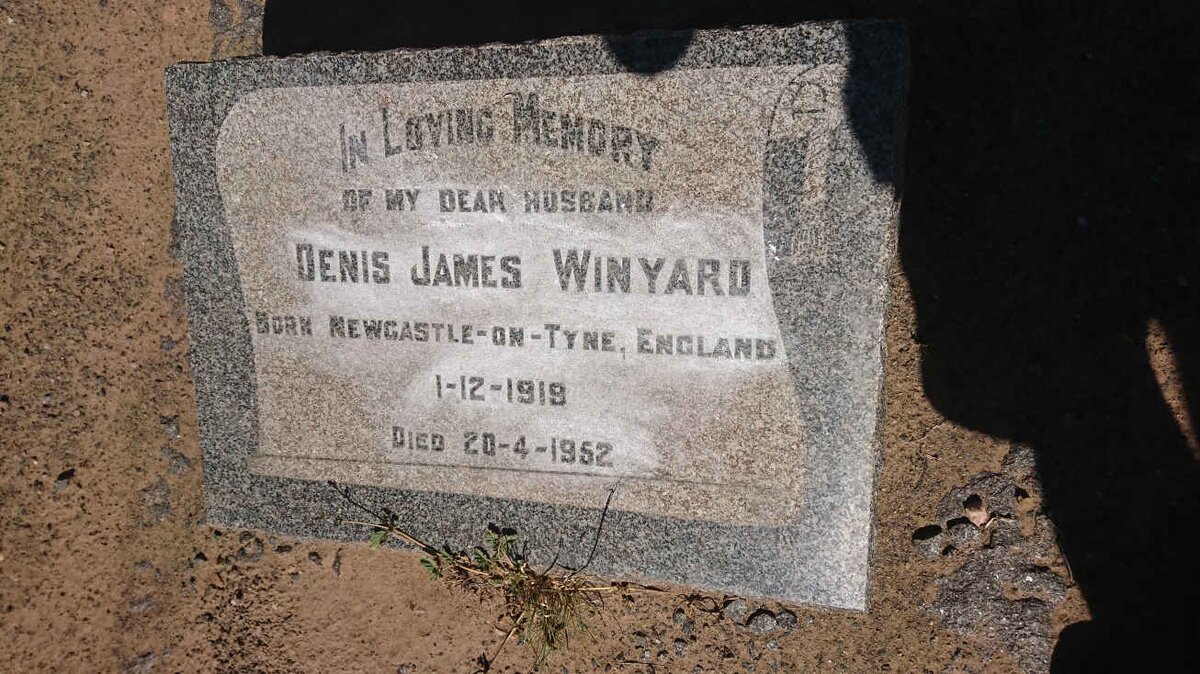 In Loving Memory
OF MY DEAR HUSBAND
DENIS JAMES WINYARD
BORN NEWCASTLE-ON-TYNE, ENGLAND
1-12-1919
DIED 20-4-1952